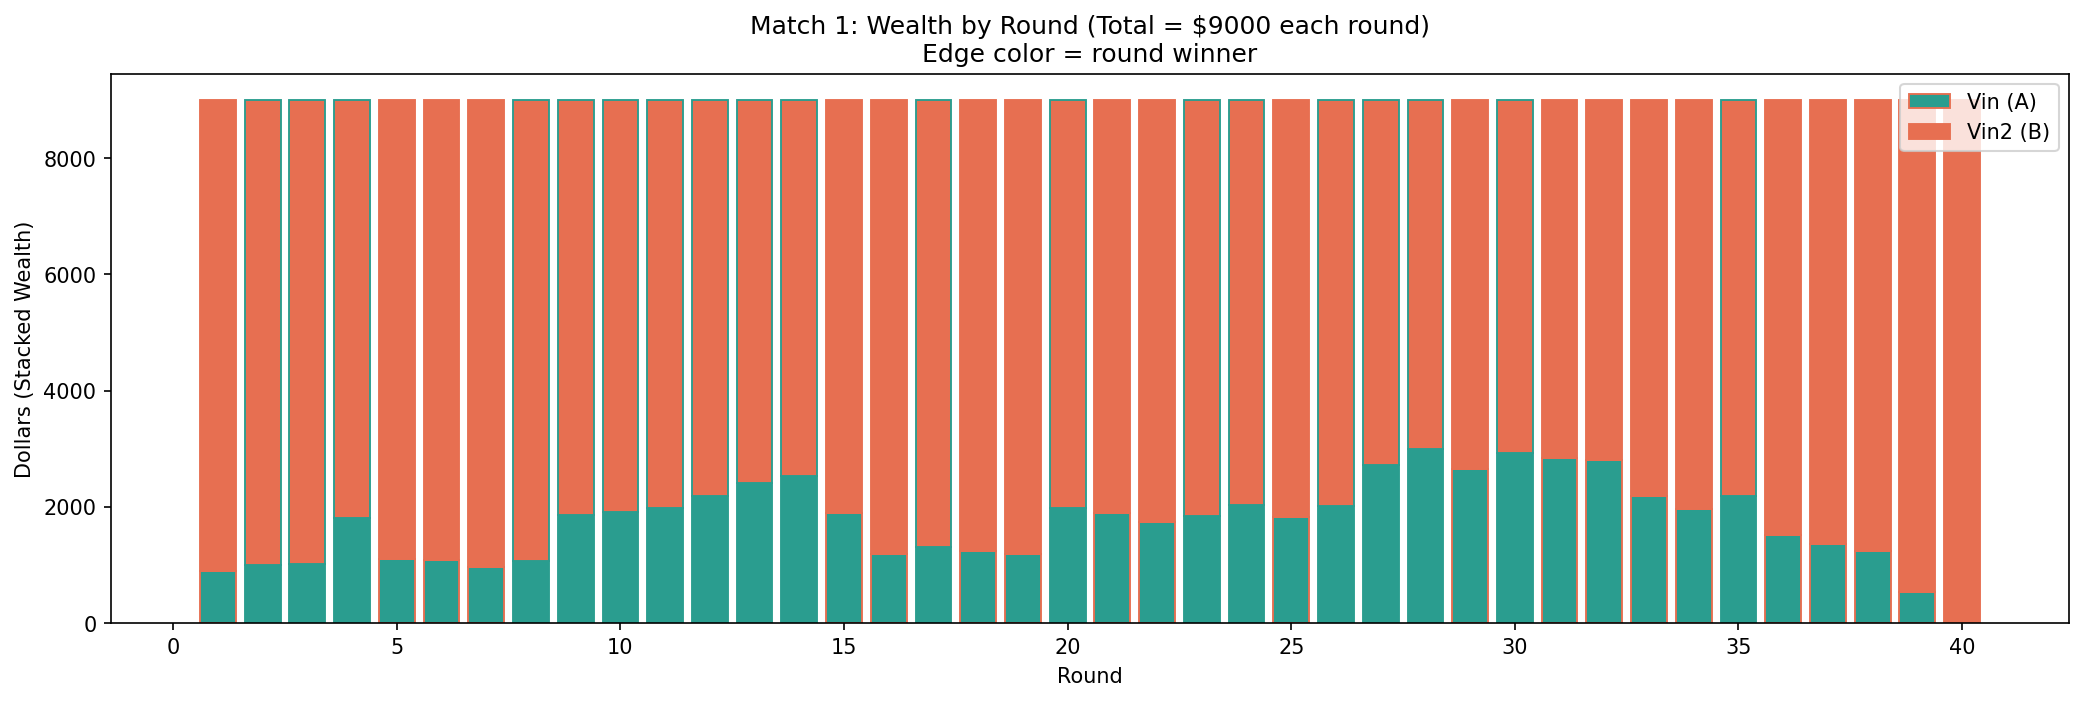 Match 1: Wealth by Round (Total = $9000 each round)
Edge color = round winner
Vin (A)
Vin2 (B)
Dollars (Stacked Wealth)
8000
6000
4000
2000
0
0 5 10 15 20 25 30 35 40
Round